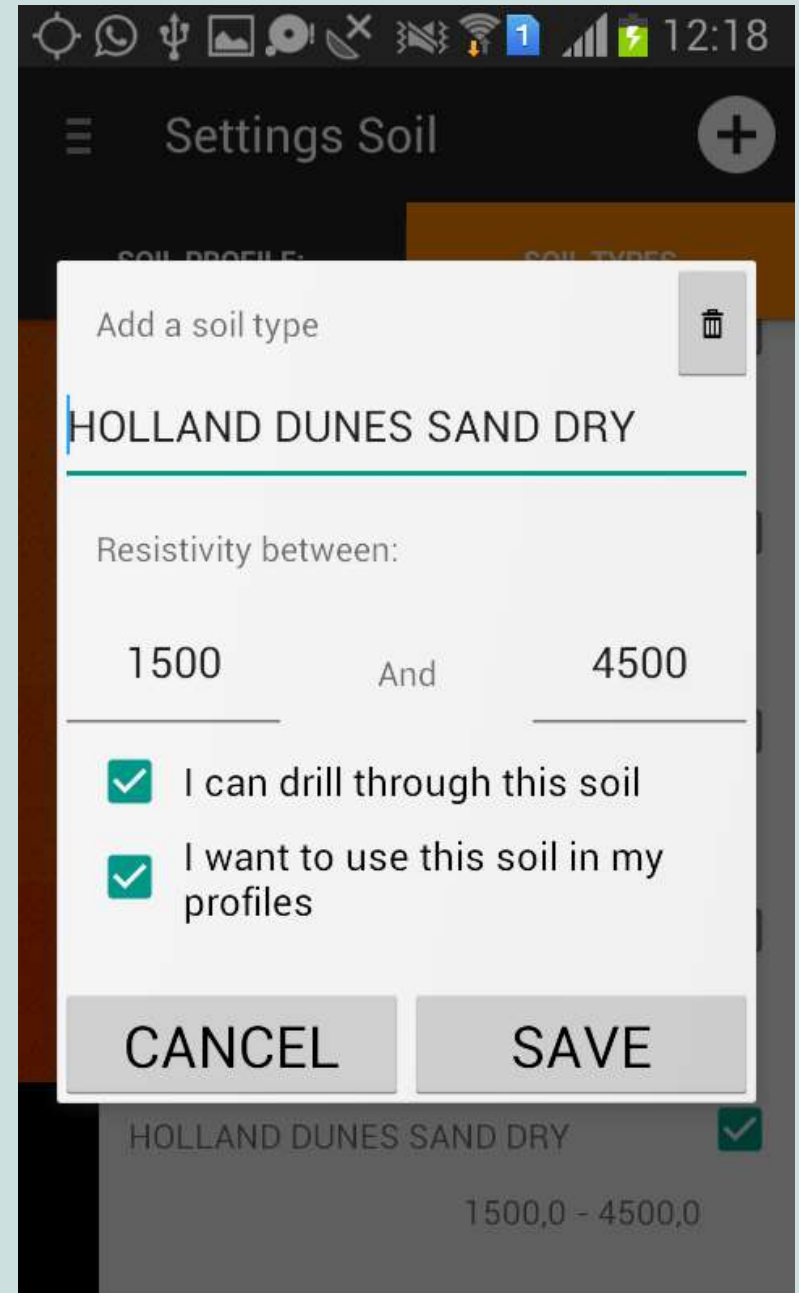 1 12:18
Settings Soil
SOIL PROFILE:
SOIL TYPES
Add a soil type
HOLLAND DUNES SAND DRY
Resistivity between:
1500 And 4500
I can drill through this soil
I want to use this soil in my
profiles
CANCEL SAVE
HOLLAND DUNES SAND DRY
1500,0 - 4500,0